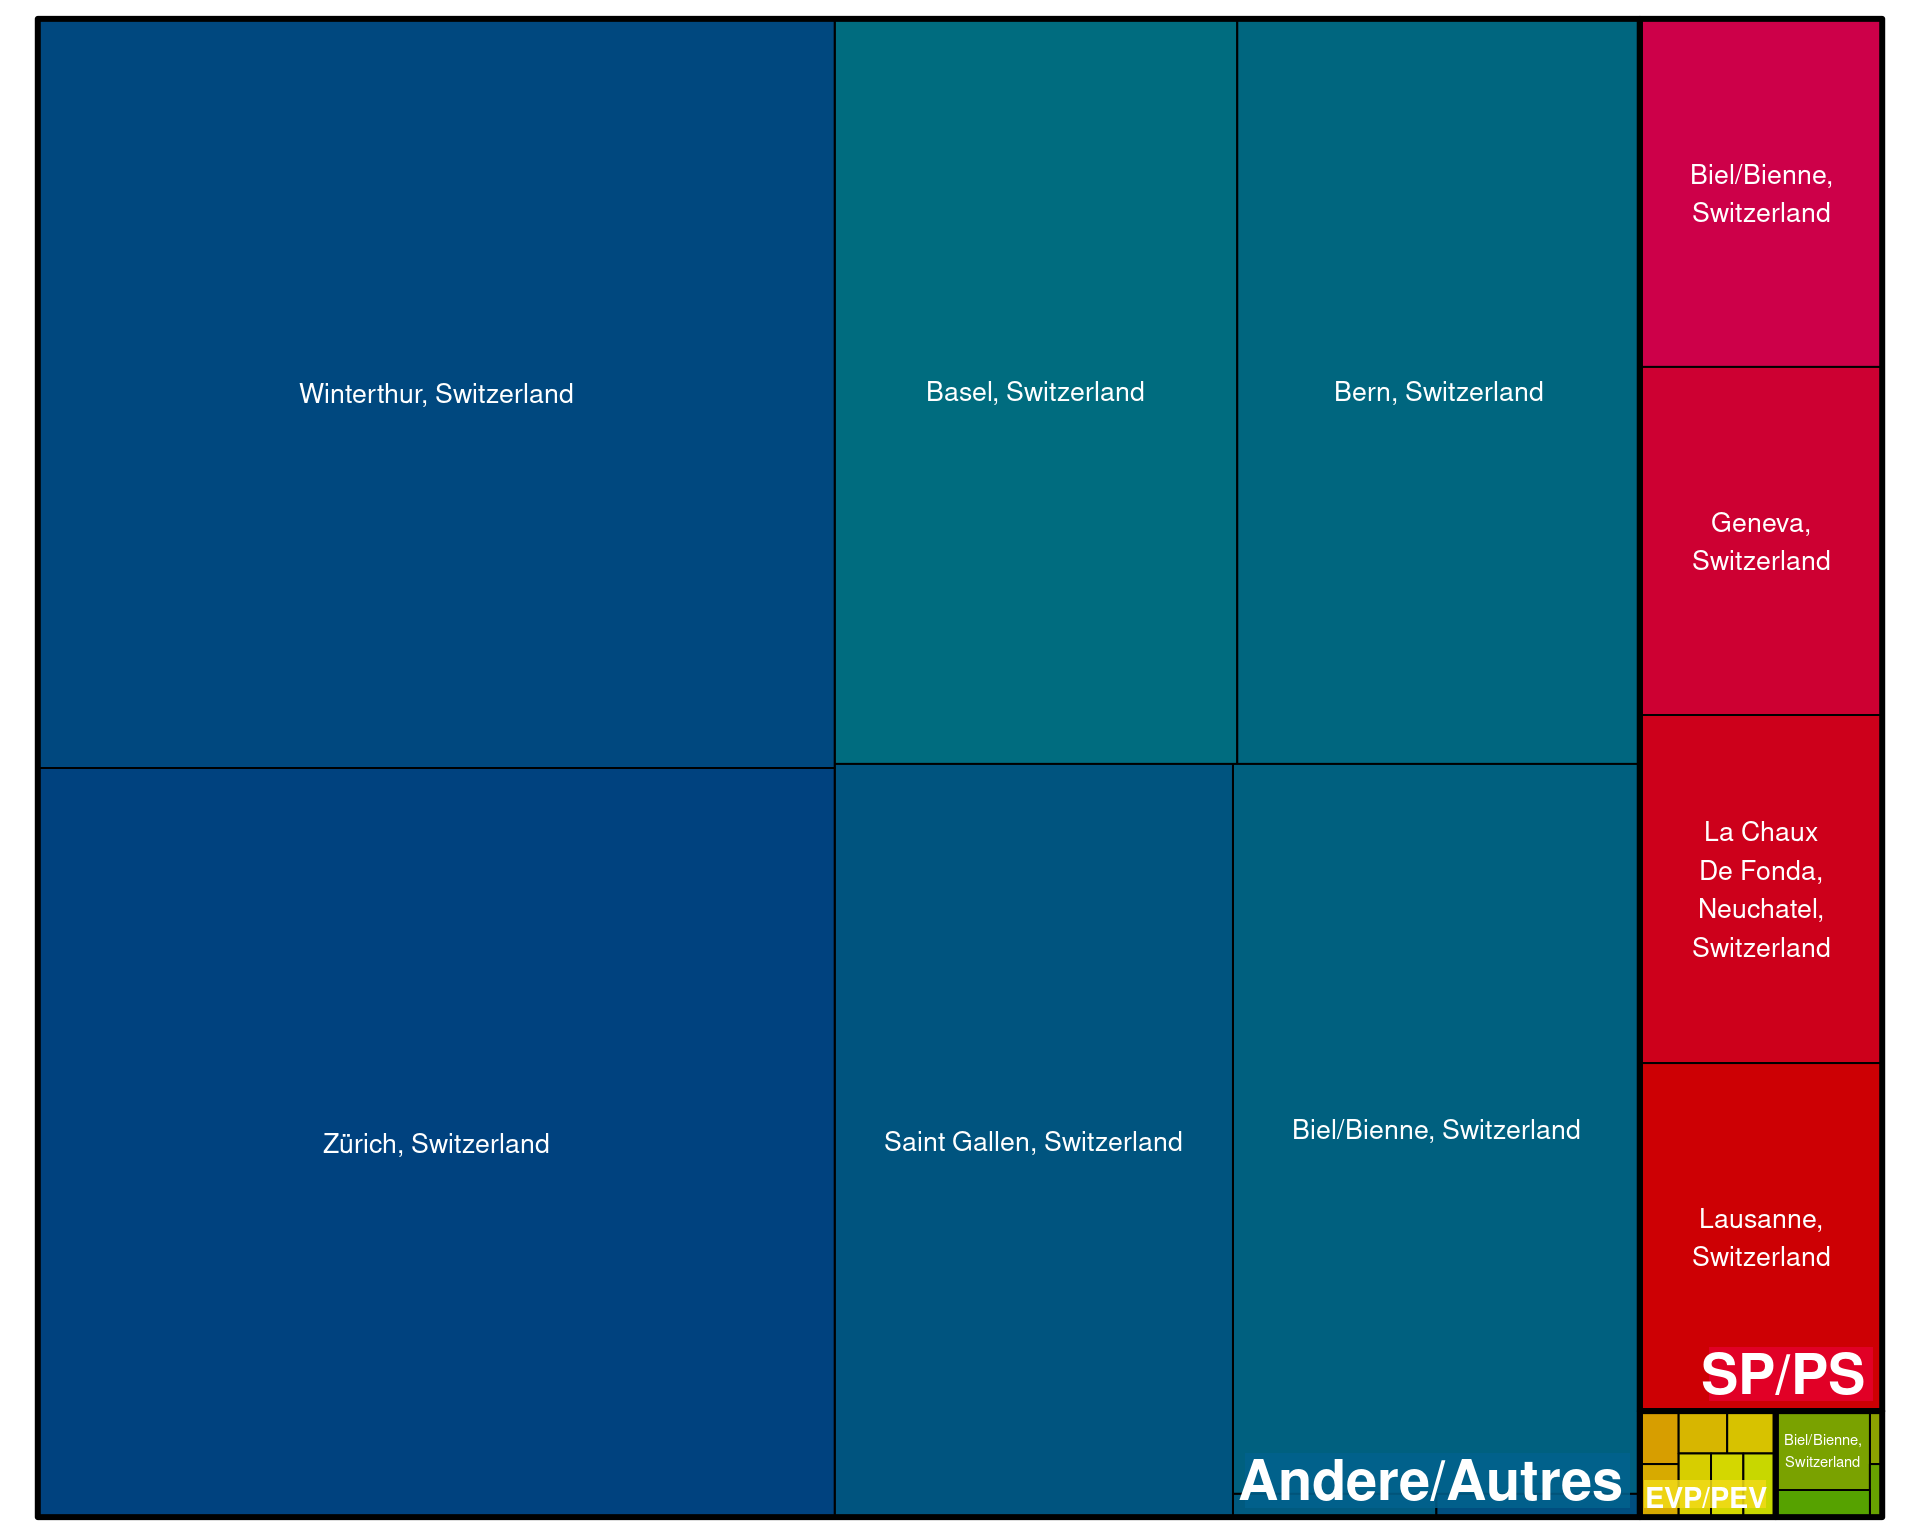 Winterthur, Switzerland
Basel, Switzerland
Bern, Switzerland
Biel/Bienne,
Switzerland
Geneva,
Switzerland
La Chaux
De Fonda,
Neuchatel,
Switzerland
Zürich, Switzerland
Saint Gallen, Switzerland
Biel/Bienne, Switzerland
Lausanne,
Switzerland
SP/PS
Andere/Autres
EVP/PEV
Biel/Bienne,
Switzerland